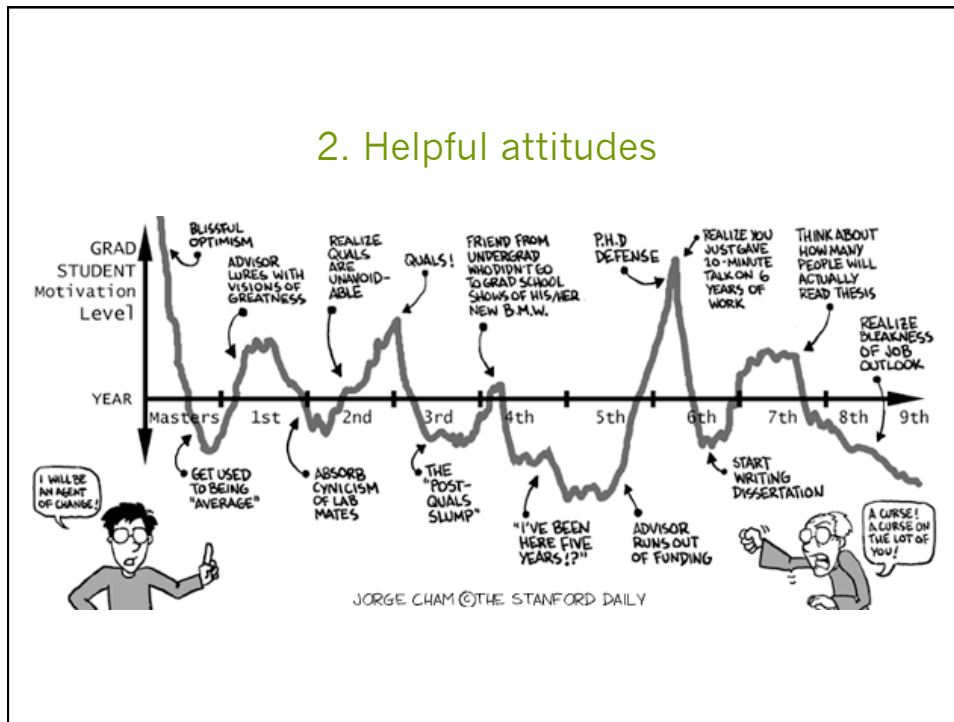 2. Helpful attitudes
GRAD
STUDENT
Motivation
Level
YEAR
BLISSFUL
OPTIMISM
ADVISOR
LURES WITH
VISIONS OF
GREATNESS
REALIZE
QUALS
ARE
UNAVOID-
ABLE
QUALS!
FRIEND FROM
UNDERGRAD
WHO DIDN'T GO
TO GRAD SCHOOL
SHOWS OF HIS/HER
NEW B.M.W.
P.H.D
DEFENSE
REALIZE YOU
JUST GAVE
20-MINUTE
TALK ON 6
YEARS OF
WORK
THINK ABOUT
HOW MANY
PEOPLE WILL
ACTUALLY
READ THESIS
REALIZE
BLEAKNESS
OF JOB
OUTLOOK
Masters 1st 2nd 3rd 4th 5th 6th 7th 8th 9th
GET USED
TO BEING
"AVERAGE"
ABSORB
CYNICISM
OF LAB
MATES
THE
"POST-
QUALS
SLUMP"
"I'VE BEEN
HERE FIVE
YEARS!?"
ADVISOR
RUNS OUT
OF FUNDING
START
WRITING
DISSERTATION
I WILL BE
AN AGENT
OF CHANGE!
A CURSE!
A CURSE ON
THE LOT OF
YOU!
JORGE CHAM ©THE STANFORD DAILY